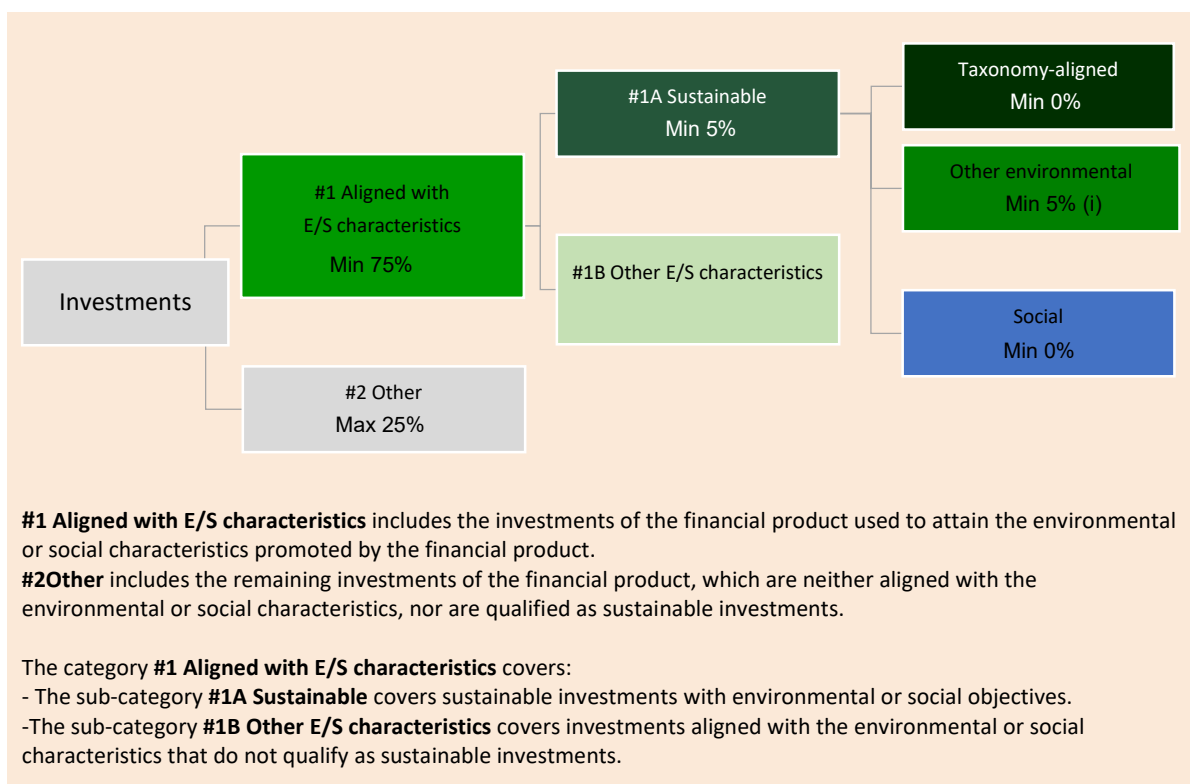 Investments
#1 Aligned with
E/S characteristics
Min 75%
#2 Other
Max 25%
#1A Sustainable
Min 5%
#1B Other E/S characteristics
Taxonomy-aligned
Min 0%
Other environmental
Min 5% (i)
Social
Min 0%
#1 Aligned with E/S characteristics includes the investments of the financial product used to attain the environmental
or social characteristics promoted by the financial product.
#2Other includes the remaining investments of the financial product, which are neither aligned with the
environmental or social characteristics, nor are qualified as sustainable investments.
The category #1 Aligned with E/S characteristics covers:
- The sub-category #1A Sustainable covers sustainable investments with environmental or social objectives.
-The sub-category #1B Other E/S characteristics covers investments aligned with the environmental or social
characteristics that do not qualify as sustainable investments.